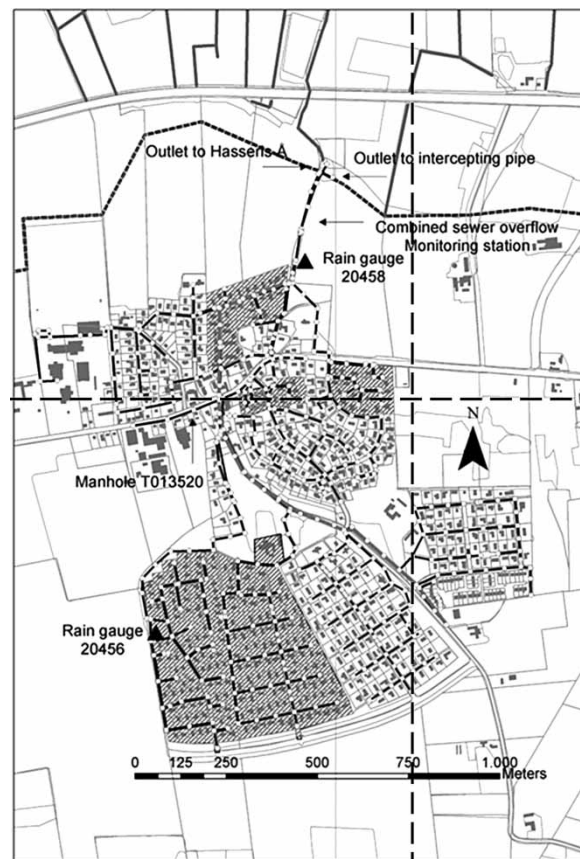 Outlet to Hasseris Å
Outlet to intercepting pipe
Combined sewer overflow
Monitoring station
Rain gauge
20458
N
Manhole T013520
Rain gauge
20456
0 125 250 500 750 1.000
Meters